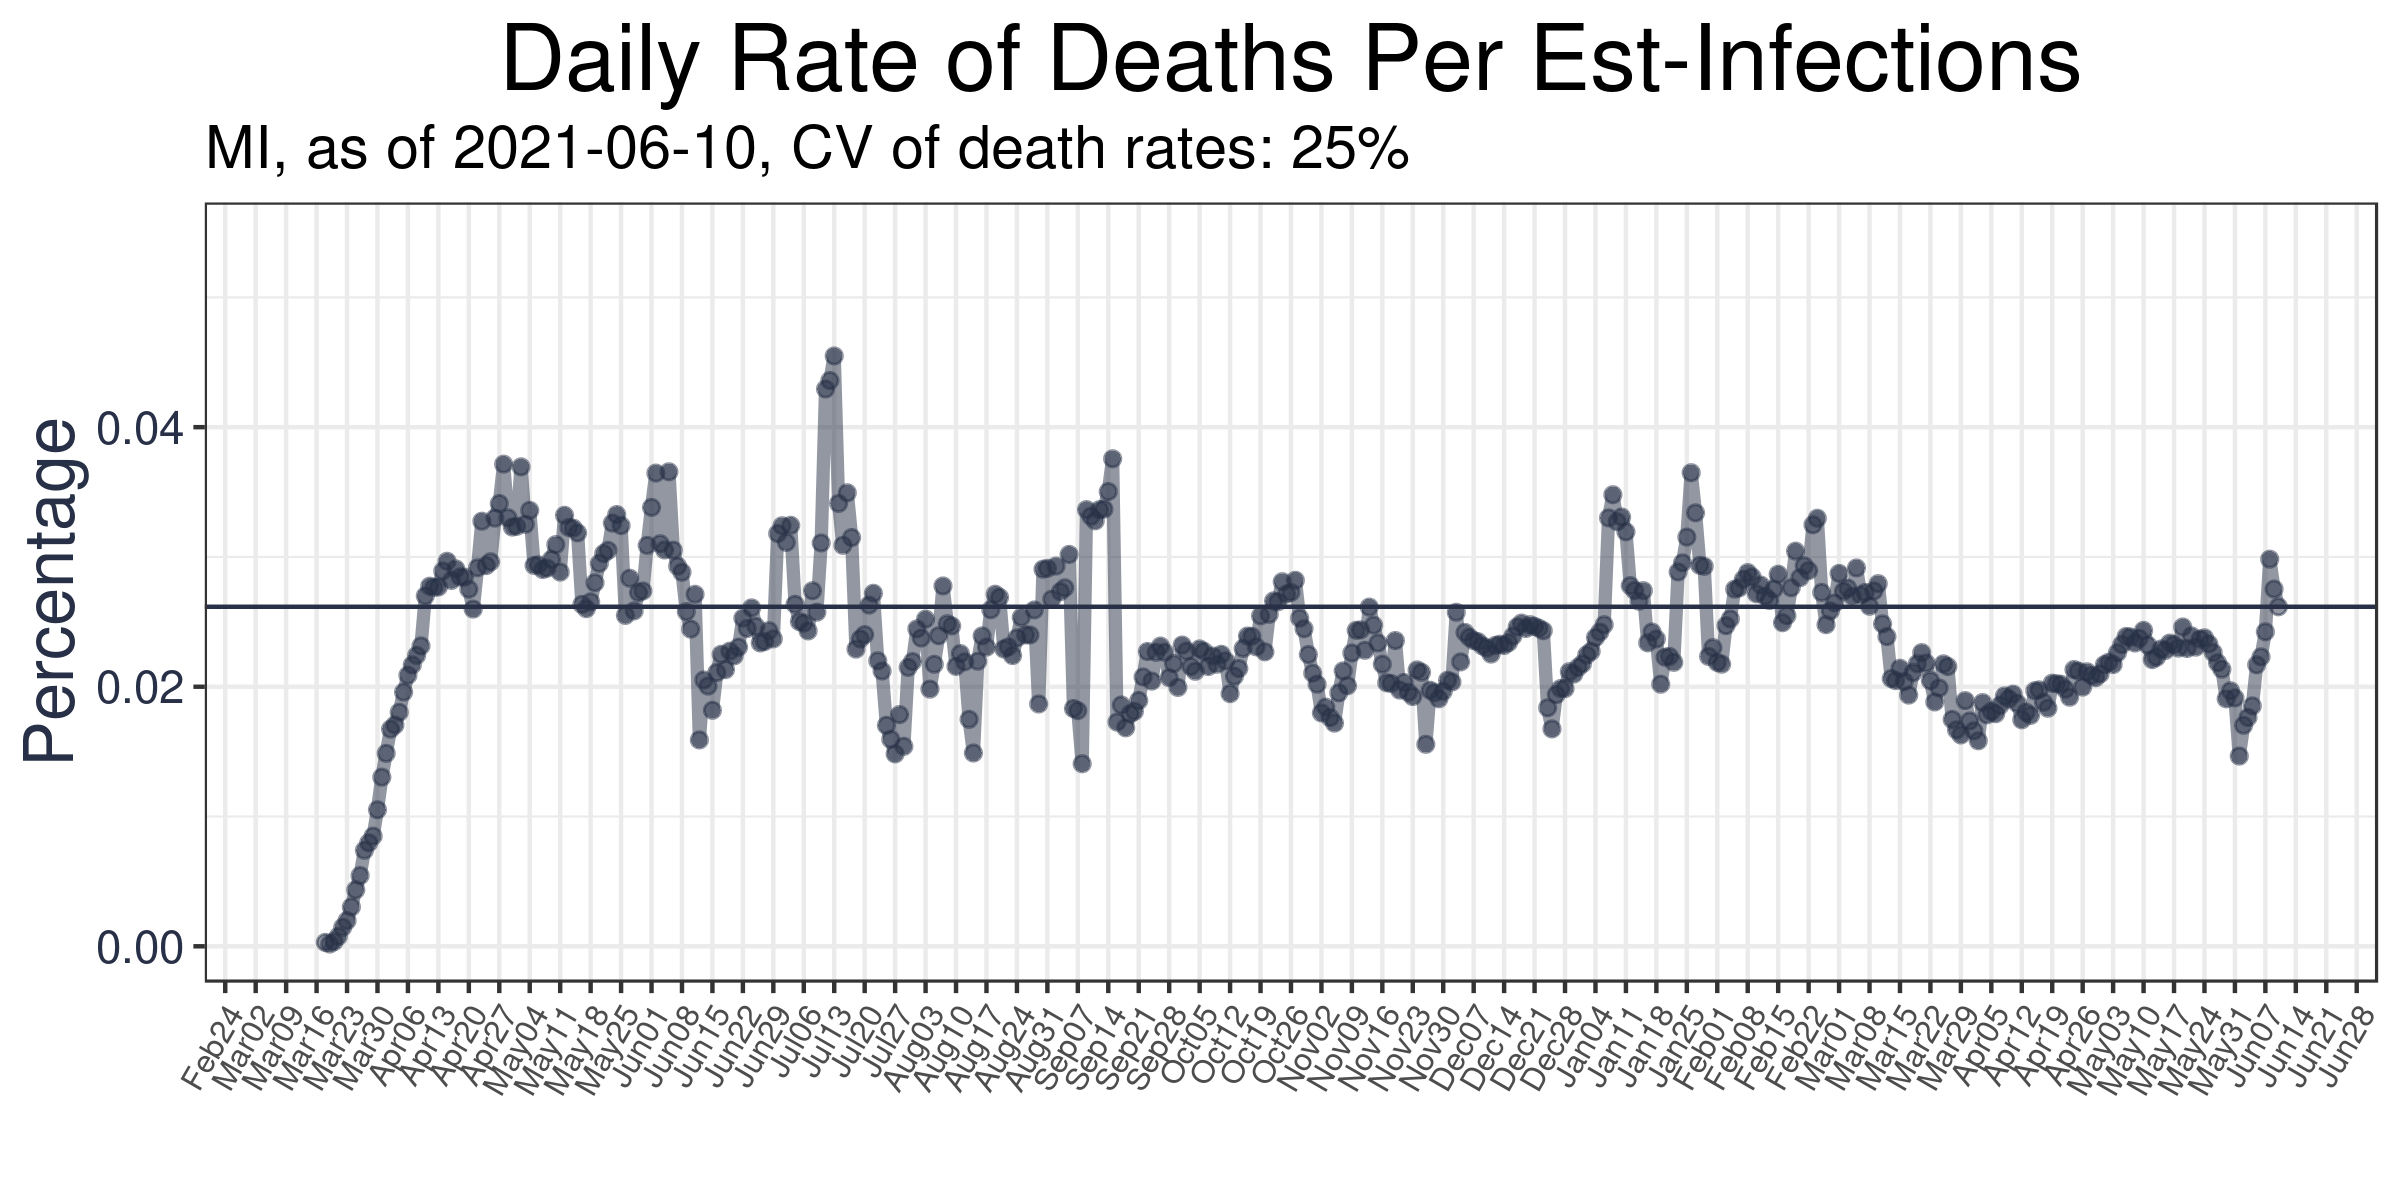 Daily Rate of Deaths Per Est-Infections
MI, as of 2021-06-10, CV of death rates: 25%
Percentage
0.04
0.02
0.00
Feb24
Mar02
Mar09
Mar16
Mar23
Mar30
Apr06
Apr13
Apr20
Apr27
May04
May11
May18
May25
Jun01
Jun08
Jun15
Jun22
Jun29
Jul06
Jul13
Jul20
Jul27
Aug03
Aug10
Aug17
Aug24
Aug31
Sep07
Sep14
Sep21
Sep28
Oct05
Oct12
Oct19
Oct26
Nov02
Nov09
Nov16
Nov23
Nov30
Dec07
Dec14
Dec21
Dec28
Jan04
Jan11
Jan18
Jan25
Feb01
Feb08
Feb15
Feb22
Mar01
Mar08
Mar15
Mar22
Mar29
Apr05
Apr12
Apr19
Apr26
May03
May10
May17
May24
May31
Jun07
Jun14
Jun21
Jun28